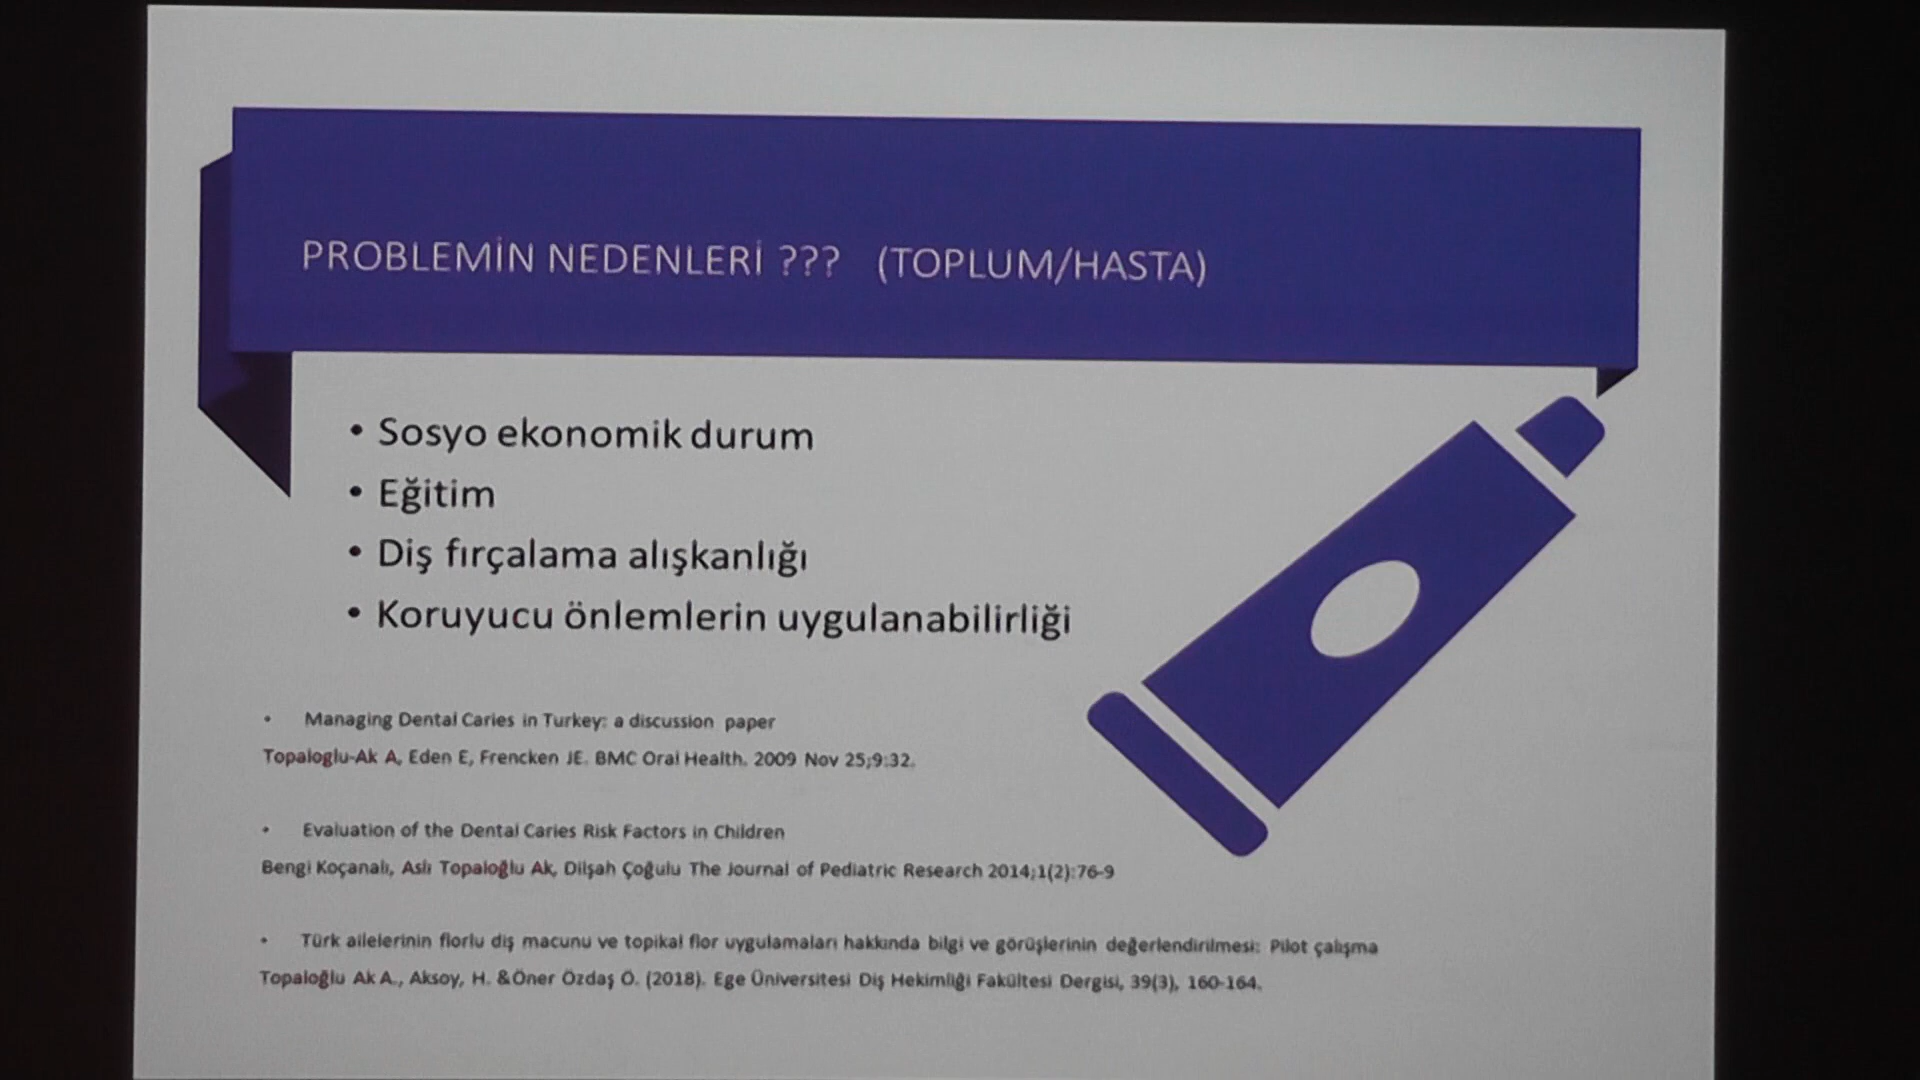 PROBLEMİN NEDENLERİ ??? (TOPLUM/HASTA)
• Sosyo ekonomik durum
• Eğitim
• Diş fırçalama alışkanlığı
• Koruyucu önlemlerin uygulanabilirliği
• Managing Dental Caries in Turkey: a discussion paper
Topaloglu-Ak A, Eden E, Frencken JE. BMC Oral Health. 2009 Nov 25;9:32.
• Evaluation of the Dental Caries Risk Factors in Children
Bengi Koçanalı, Aslı Topaloğlu Ak, Dilşah Çoğulu The Journal of Pediatric Research 2014;1(2):76-9
• Türk ailelerinin florlu diş macunu ve topikal flor uygulamaları hakkında bilgi ve görüşlerinin değerlendirilmesi: Pilot çalışma
Topaloğlu Ak A., Aksoy, H. &Öner Özdaş Ö. (2018). Ege Üniversitesi Diş Hekimliği Fakültesi Dergisi, 39(3), 160-164.